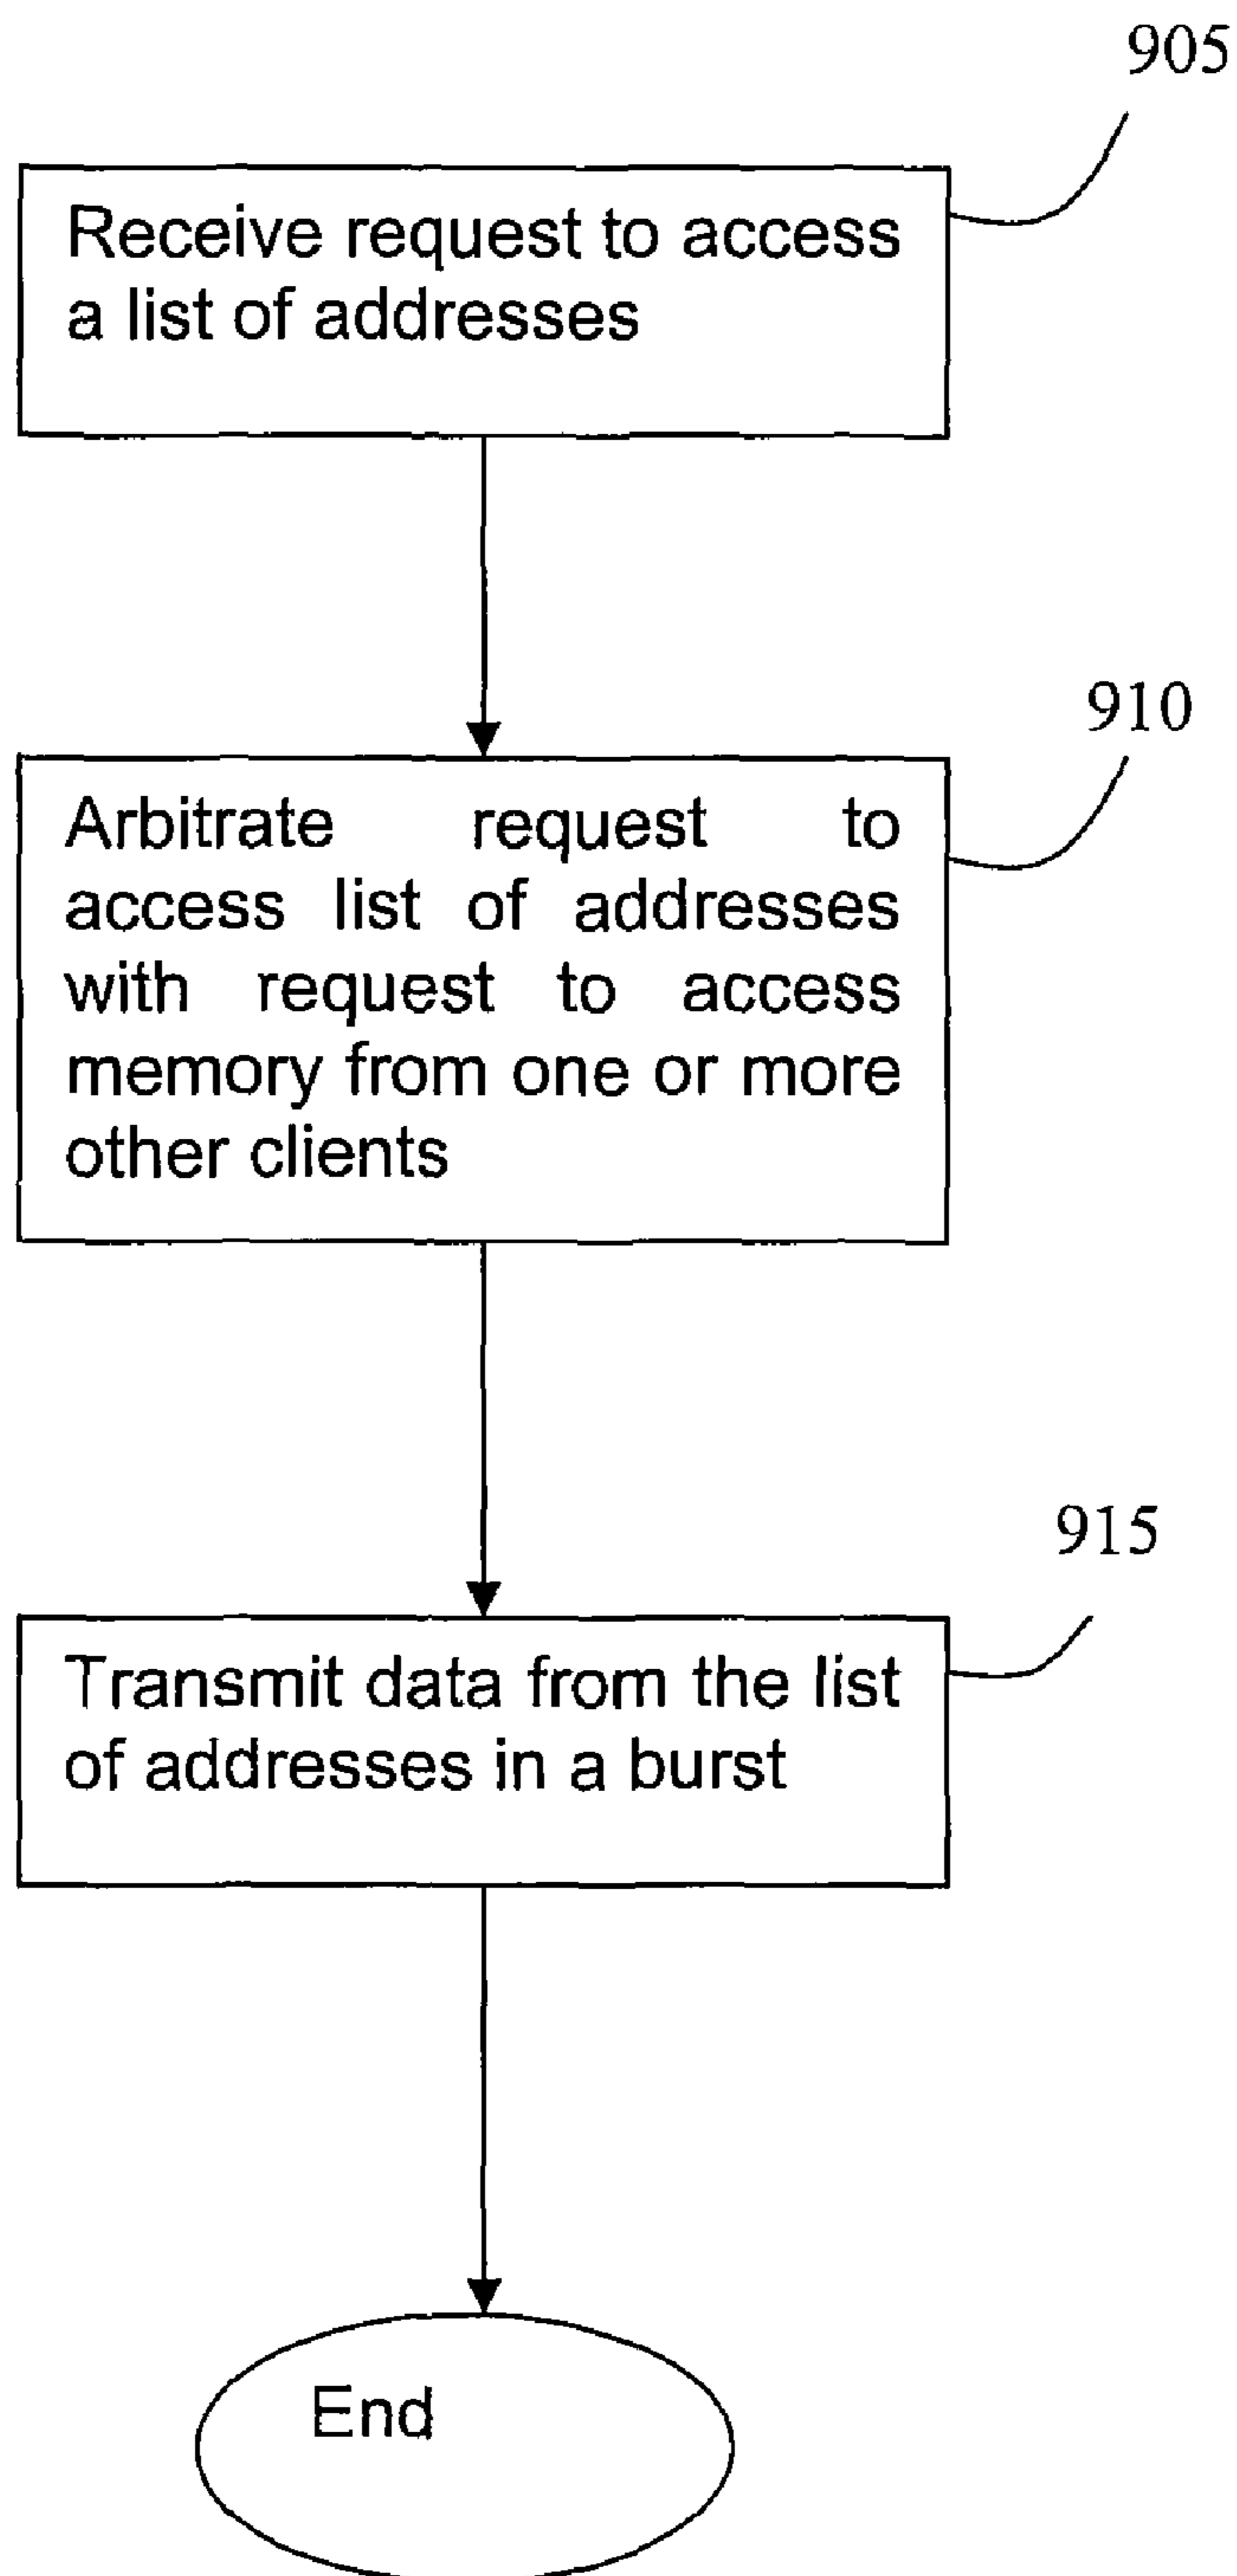 905
Receive request to access
a list of addresses
910
Arbitrate request to
access list of addresses
with request to access
memory from one or more
other clients
915
Transmit data from the list
of addresses in a burst
End